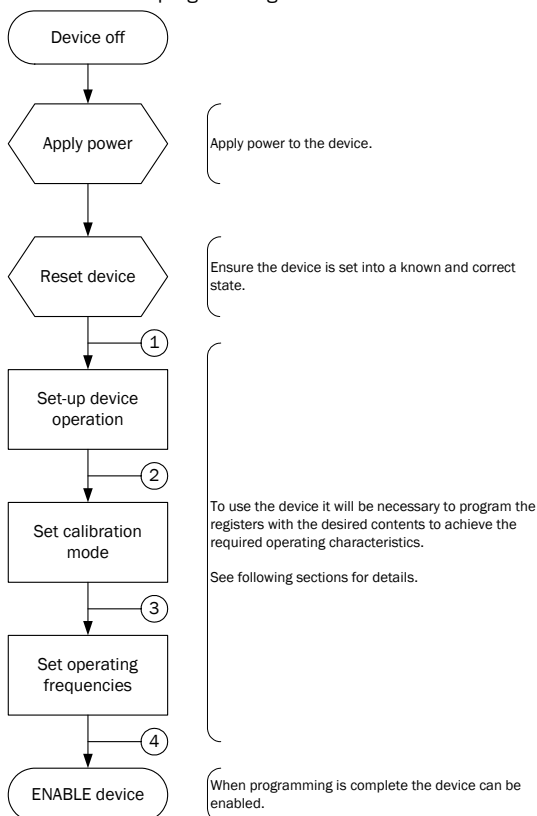 Device off
Apply power
Apply power to the device.
Reset device
Ensure the device is set into a known and correct
state.
1
Set-up device
operation
2
Set calibration
mode
3
Set operating
frequencies
4
To use the device it will be necessary to program the
registers with the desired contents to achieve the
required operating characteristics.
See following sections for details.
ENABLE device
When programming is complete the device can be
enabled.